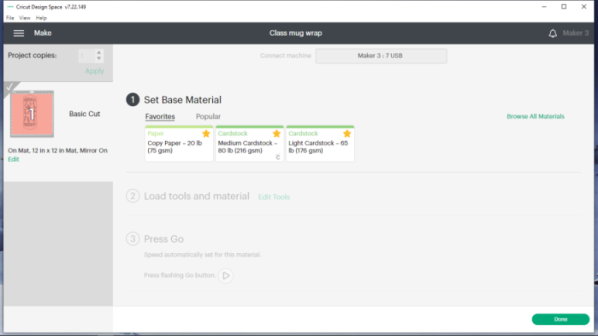 Cricut Design Space v7.22.149
File View Help
Make
Class mug wrap
Maker 3
Project copies:
Apply
Connect machine
Maker 3 : 7 USB
1
Basic Cut
On Mat, 12 in x 12 in Mat, Mirror On
Edit
1 Set Base Material
Favorites
Popular
Browse All Materials
Paper
Copy Paper – 20 lb
(75 gsm)
Cardstock
Medium Cardstock –
80 lb (216 gsm)
C
Cardstock
Light Cardstock – 65
lb (176 gsm)
2 Load tools and material
Edit Tools
3 Press Go
Speed automatically set for this material.
Press flashing Go button.
Done